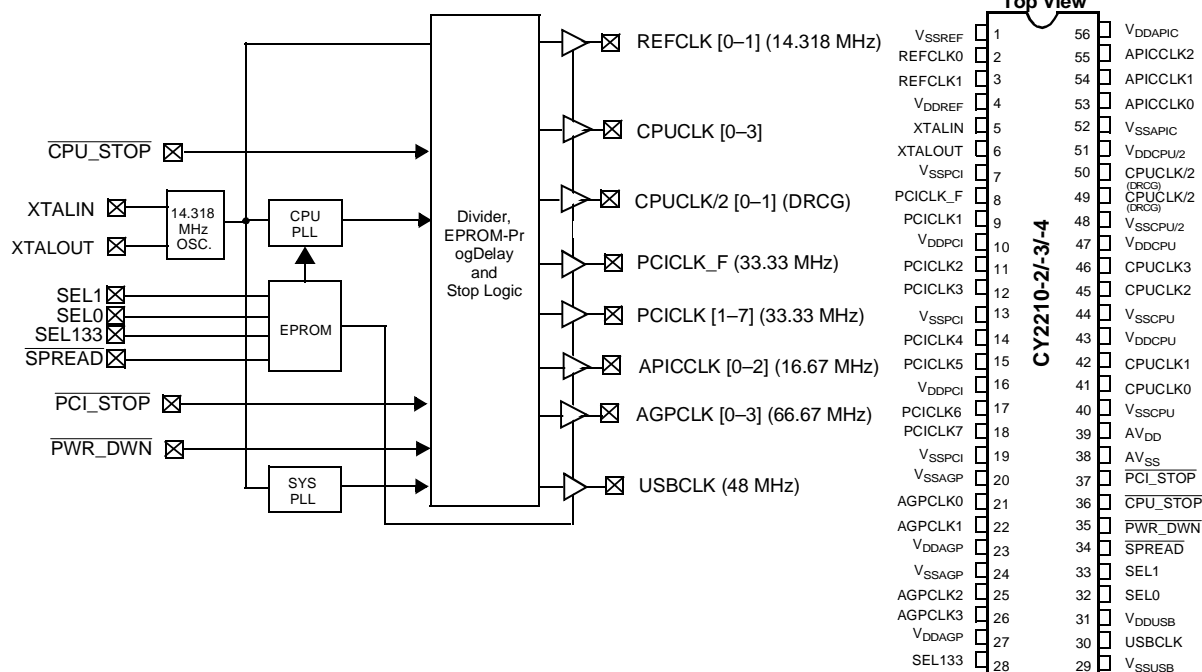 REFCLK [0–1] (14.318 MHz)
CPUCLK [0–3]
CPUCLK/2 [0–1] (DRCG)
PCICLK_F (33.33 MHz)
PCICLK [1–7] (33.33 MHz)
APICCLK [0–2] (16.67 MHz)
AGPCLK [0–3] (66.67 MHz)
USBCLK (48 MHz)
CPU_STOP
XTALIN
XTALOUT
14.318
MHz
OSC.
CPU
PLL
SEL1
SEL0
SEL133
SPREAD
EPROM
PCI_STOP
PWR_DWN
SYS
PLL
Divider,
EPROM-Pr
ogDelay
and
Stop Logic
Top View
CY2210-2/-3/-4
VSSREF 1
REFCLK0 2
REFCLK1 3
VDDREF 4
XTALIN 5
XTALOUT 6
VSSPCI 7
PCICLK_F 8
PCICLK1 9
VDDPCI 10
PCICLK2 11
PCICLK3 12
VSSPCI 13
PCICLK4 14
PCICLK5 15
VDDPCI 16
PCICLK6 17
PCICLK7 18
VSSPCI 19
VSSAGP 20
AGPCLK0 21
AGPCLK1 22
VDDAGP 23
VSSAGP 24
AGPCLK2 25
AGPCLK3 26
VDDAGP 27
SEL133 28
56 VDDAPIC
55 APICCLK2
54 APICCLK1
53 APICCLK0
52 VSSAPIC
51 VDDCPU/2
50 CPUCLK/2
(DRCG)
49 CPUCLK/2
(DRCG)
48 VSSCPU/2
47 VDDCPU
46 CPUCLK3
45 CPUCLK2
44 VSSCPU
43 VDDCPU
42 CPUCLK1
41 CPUCLK0
40 VSSCPU
39 AVDD
38 AVSS
37 PCI_STOP
36 CPU_STOP
35 PWR_DWN
34 SPREAD
33 SEL1
32 SEL0
31 VDDUSB
30 USBCLK
29 VSSUSB